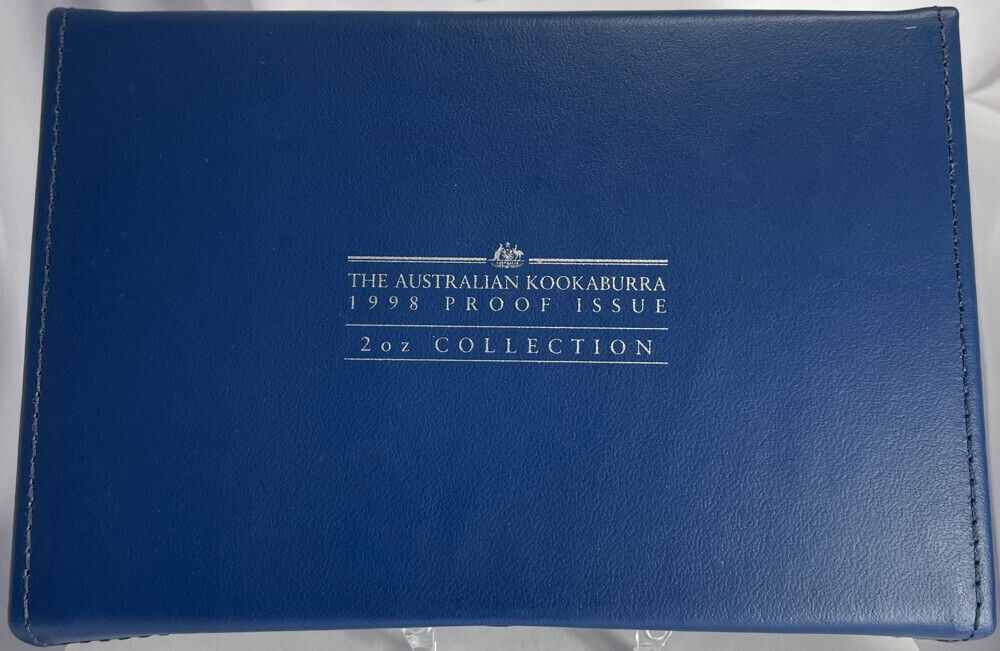 THE AUSTRALIAN KOOKABURRA
1998 PROOF ISSUE
2oz COLLECTION